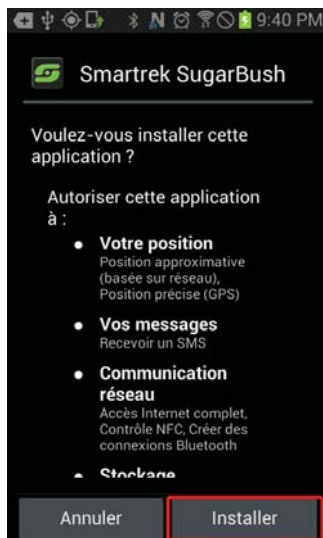 9:40 PM
Smartrek SugarBush
Voulez-vous installer cette
application ?
Autoriser cette application
à :
● Votre position
Position approximative
(basée sur réseau),
Position précise (GPS)
● Vos messages
Recevoir un SMS
● Communication
réseau
Accès Internet complet,
Contrôle NFC, Créer des
connexions Bluetooth
● Stockage
Annuler
Installer